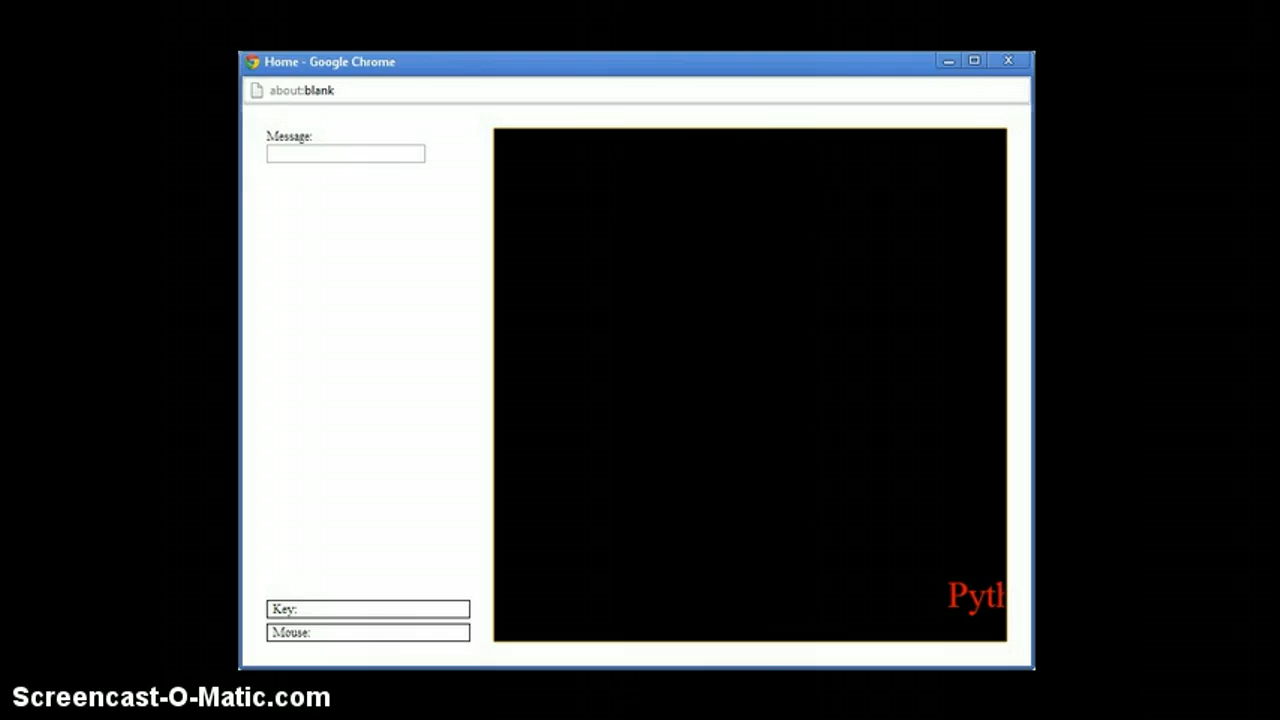 Home - Google Chrome
about:blank
Message:
Pyth
Key:
Mouse:
Screencast-O-Matic.com